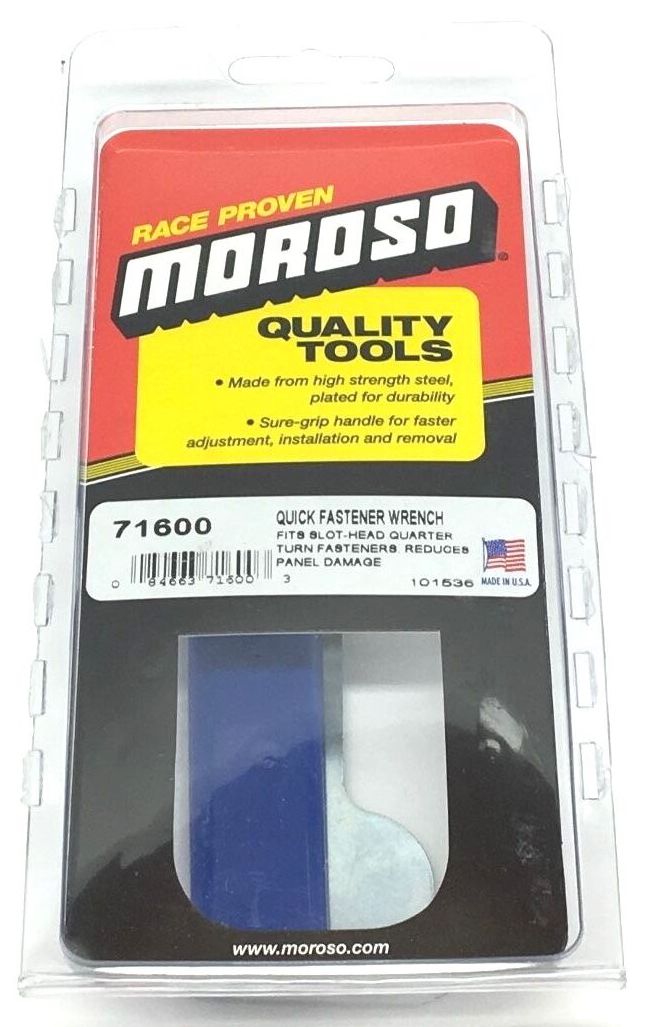 RACE PROVEN
MOROSO®
QUALITY
TOOLS
• Made from high strength steel,
plated for durability
• Sure-grip handle for faster
adjustment, installation and removal
71600
QUICK FASTENER WRENCH
FITS SLOT-HEAD QUARTER
TURN FASTENERS REDUCES
PANEL DAMAGE
0 84663 71600 3
101536
MADE IN U.S.A.
www.moroso.com